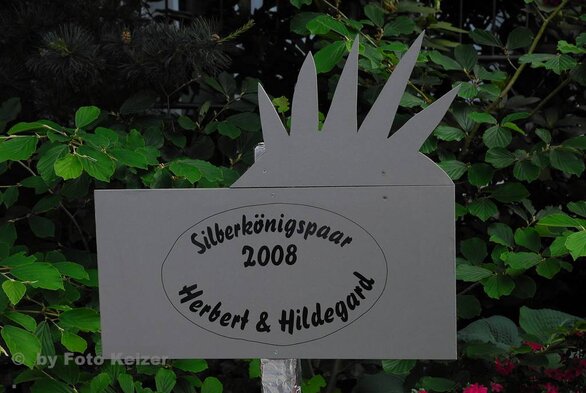 Silberkönigspaar
2008
Herbert & Hildegard
© by Foto Keizer